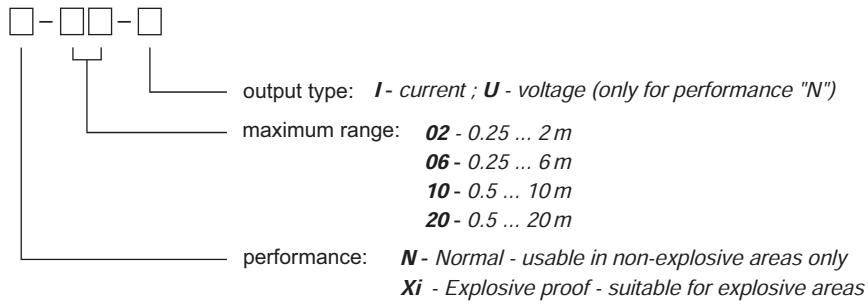 output type: I - current ; U - voltage (only for performance "N")
maximum range: 02 - 0.25 ... 2 m
06 - 0.25 ... 6 m
10 - 0.5 ... 10 m
20 - 0.5 ... 20 m
performance: N - Normal - usable in non-explosive areas only
Xi - Explosive proof - suitable for explosive areas